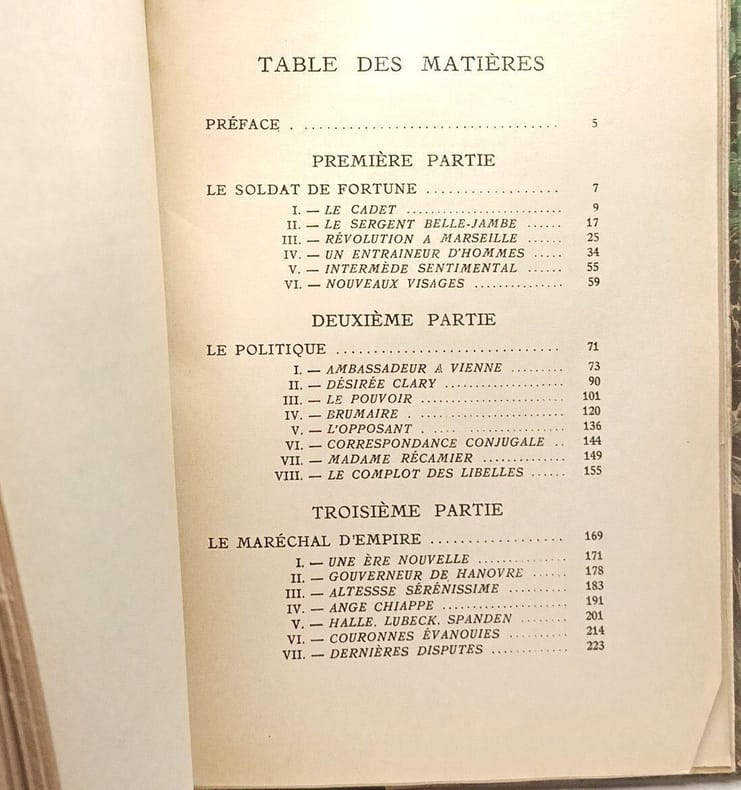 TABLE DES MATIÈRES
PRÉFACE . .................................. 5
PREMIÈRE PARTIE
LE SOLDAT DE FORTUNE .................. 7
I. — LE CADET ........................ 9
II. — LE SERGENT BELLE-JAMBE ...... 17
III. — RÉVOLUTION A MARSEILLE ...... 25
IV. — UN ENTRAINEUR D'HOMMES ..... 34
V. — INTERMÈDE SENTIMENTAL ...... 55
VI. — NOUVEAUX VISAGES .............. 59
DEUXIÈME PARTIE
LE POLITIQUE .............................. 71
I. — AMBASSADEUR A VIENNE ......... 73
II. — DÉSIRÉE CLARY .................. 90
III. — LE POUVOIR ...................... 101
IV. — BRUMAIRE . ..................... 120
V. — L'OPPOSANT . .... ............... 136
VI. — CORRESPONDANCE CONJUGALE .. 144
VII. — MADAME RÉCAMIER ............. 149
VIII. — LE COMPLOT DES LIBELLES ...... 155
TROISIÈME PARTIE
LE MARÉCHAL D'EMPIRE .................. 169
I. — UNE ÈRE NOUVELLE ............. 171
II. — GOUVERNEUR DE HANOVRE ...... 178
III. — ALTESSSE SÉRÉNISSIME ......... 183
IV. — ANGE CHIAPPE ................... 191
V. — HALLE, LUBECK, SPANDEN ........ 201
VI. — COURONNES ÉVANOUIES ......... 214
VII. — DERNIÈRES DISPUTES ............ 223